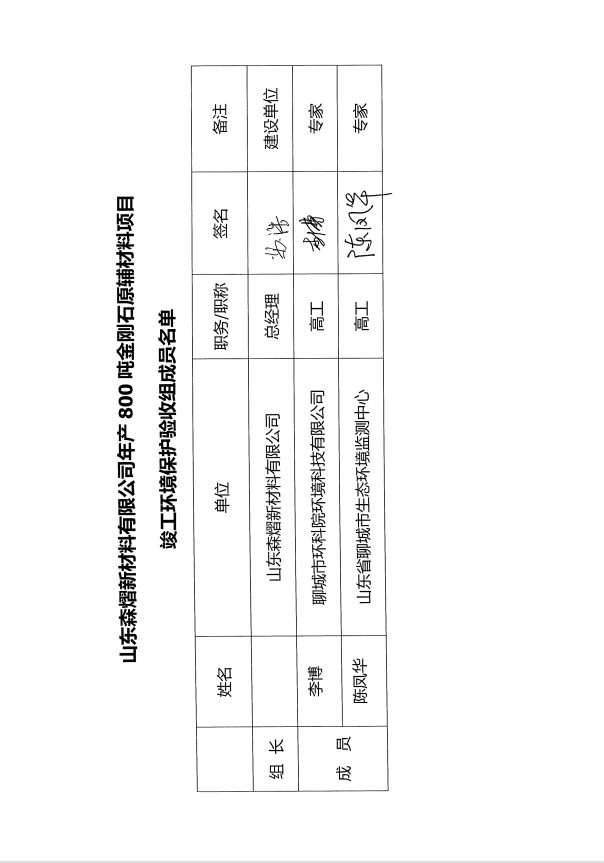 山东森熠新材料有限公司年产 800 吨金刚石原辅材料项目
竣工环境保护验收组成员名单
姓名 单位 职务/职称 签名 备注
组 长 山东森熠新材料有限公司 总经理 建设单位
成 员 李博 聊城市环科院环境科技有限公司 高工 李博 专家
陈凤华 山东省聊城市生态环境监测中心 高工 陈凤华 专家